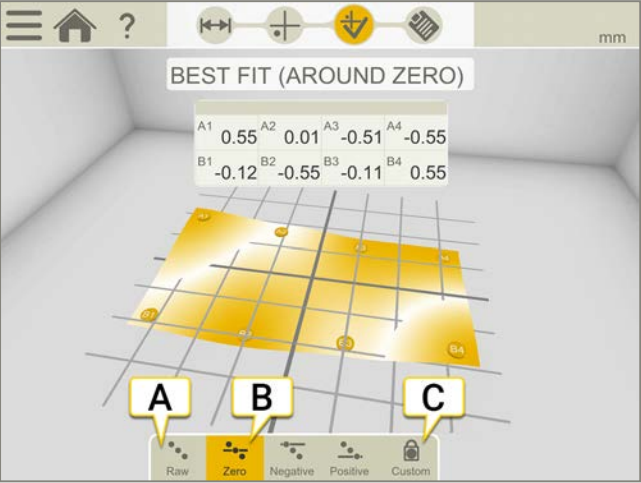 ?
mm
BEST FIT (AROUND ZERO)
A1 0.55 A2 0.01 A3 -0.51 A4 -0.55
B1 -0.12 B2 -0.55 B3 -0.11 B4 0.55
A1 A2 A3 A4
B1 B2 B3 B4
A B C
Raw Zero Negative Positive Custom